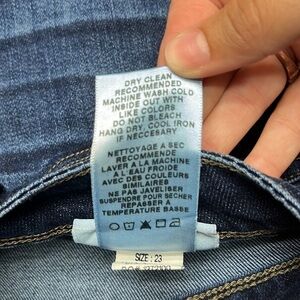 DRY CLEAN
RECOMMENDED
MACHINE WASH COLD
INSIDE OUT WITH
LIKE COLORS
DO NOT BLEACH
HANG DRY, COOL IRON
IF NECCESARY
NETTOYAGE A SEC
RECOMMANDE
LAVER A LA MACHINE
A L'EAU FROIDE
AVEC DES COULEURS
SIMILAIRES
NE PAS JAVELISER
SUSPENDRE POUR SECHER
REPASSER A
TEMPERATURE BASSE
SIZE : 23